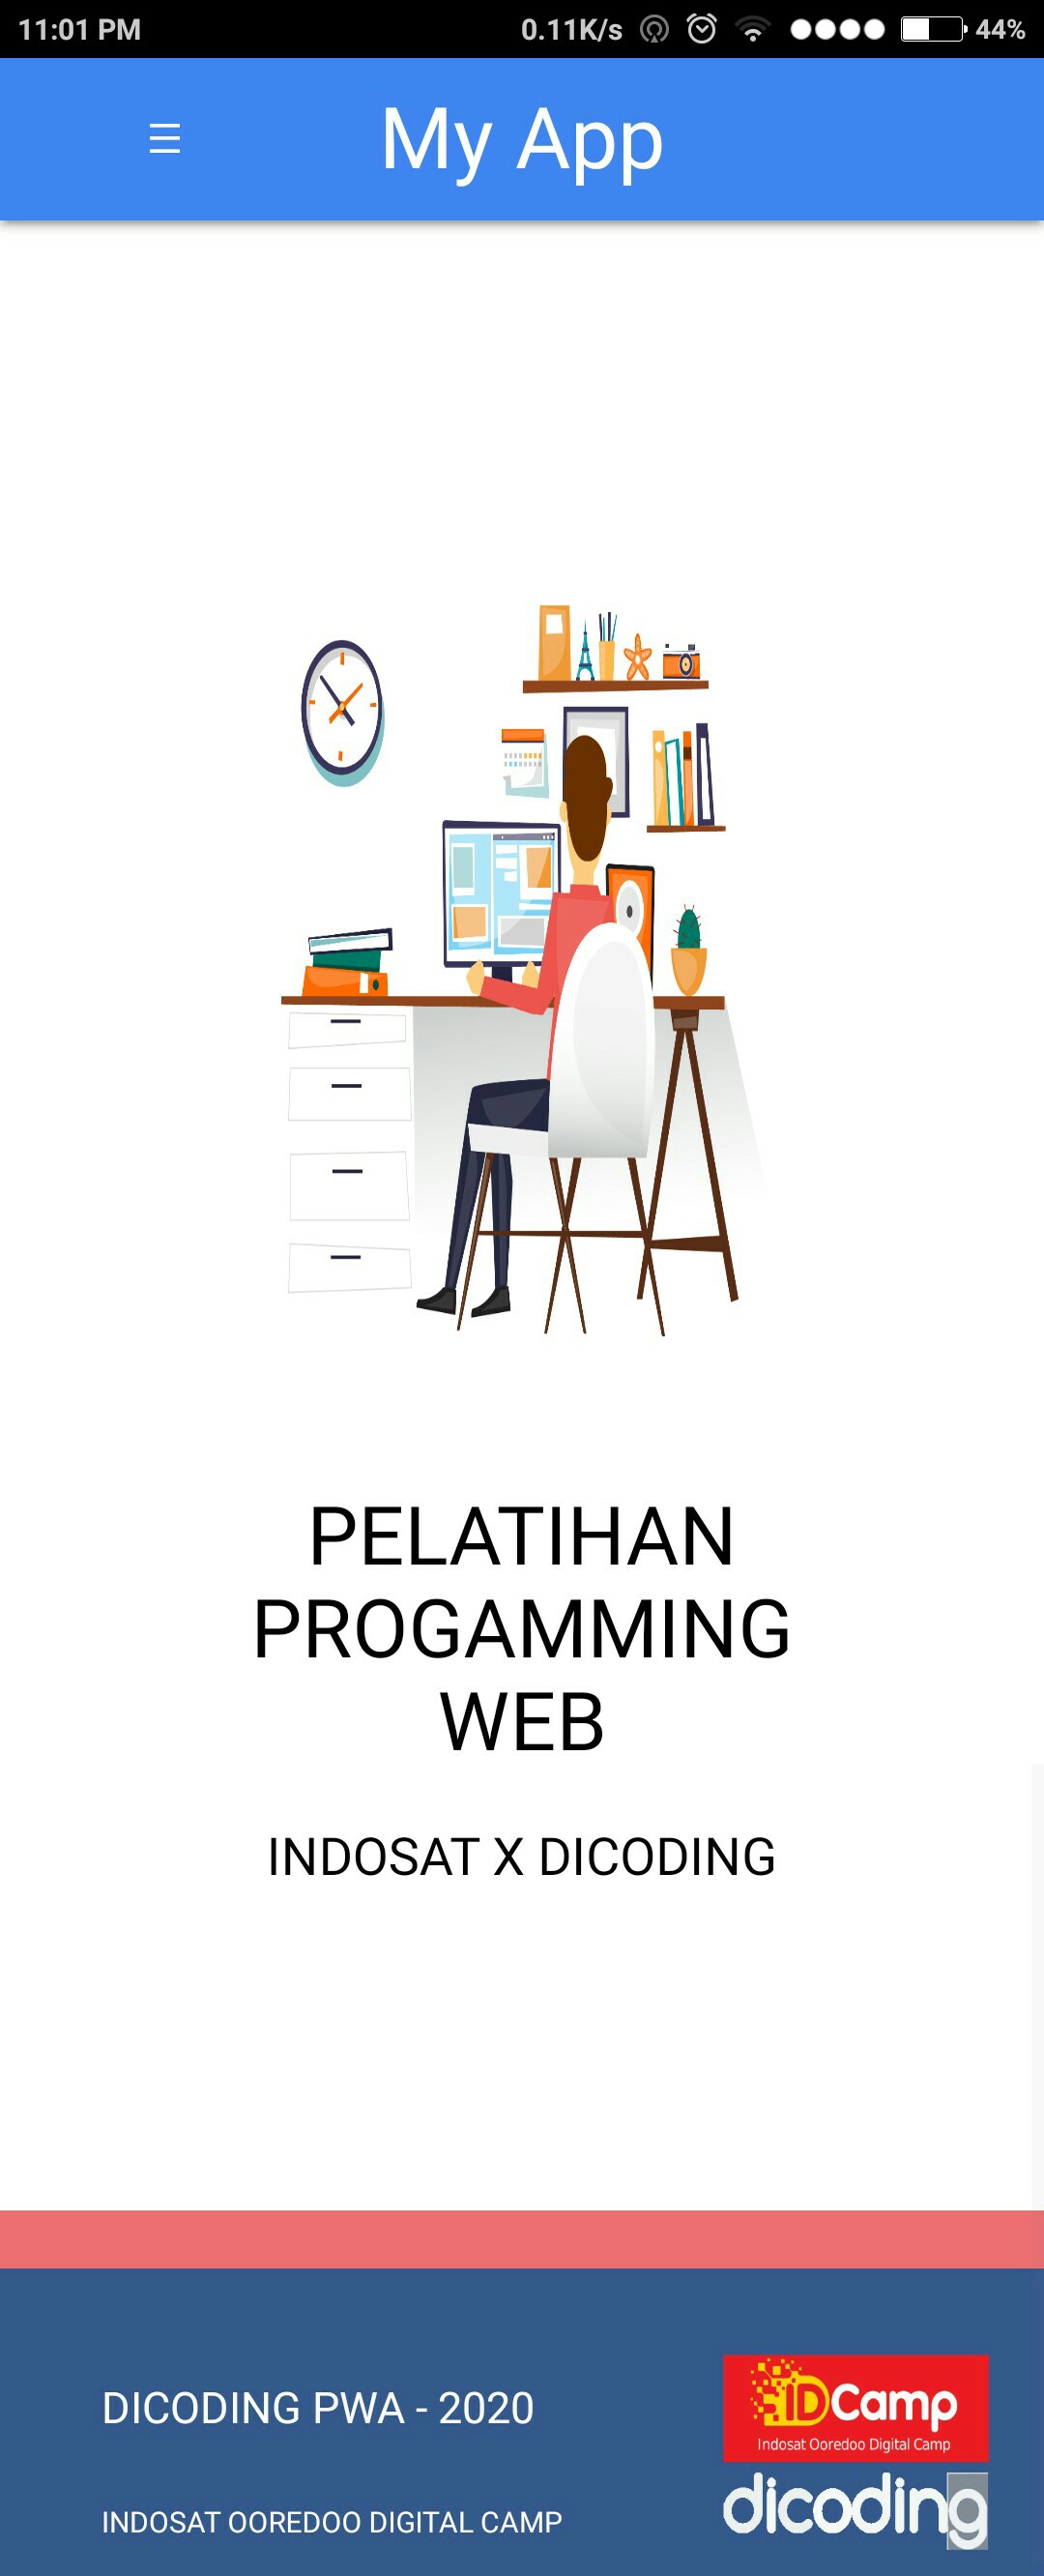 11:01 PM 0.11K/s 44%
My App
PELATIHAN
PROGAMMING
WEB
INDOSAT X DICODING
DICODING PWA - 2020
IDCamp
Indosat Ooredoo Digital Camp
dicoding
INDOSAT OOREDOO DIGITAL CAMP